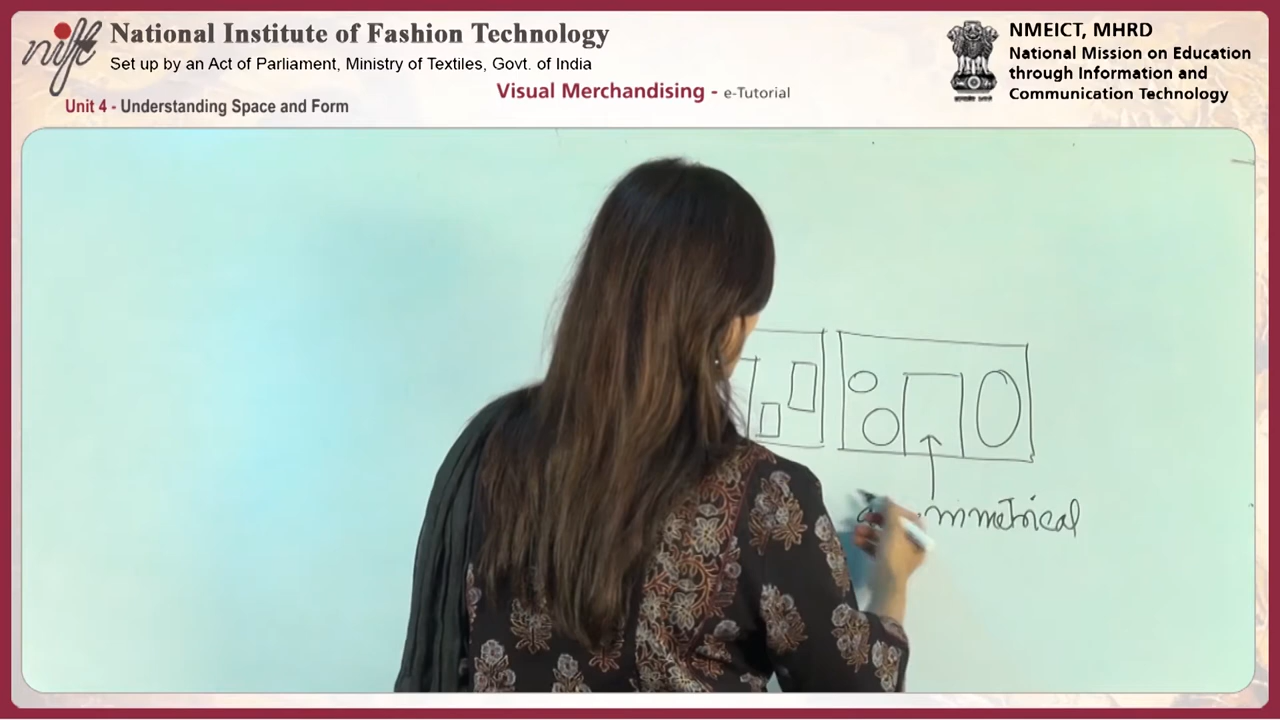 nift
National Institute of Fashion Technology
Set up by an Act of Parliament, Ministry of Textiles, Govt. of India
Unit 4 - Understanding Space and Form
Visual Merchandising - e-Tutorial
NMEICT, MHRD
National Mission on Education
through Information and
Communication Technology